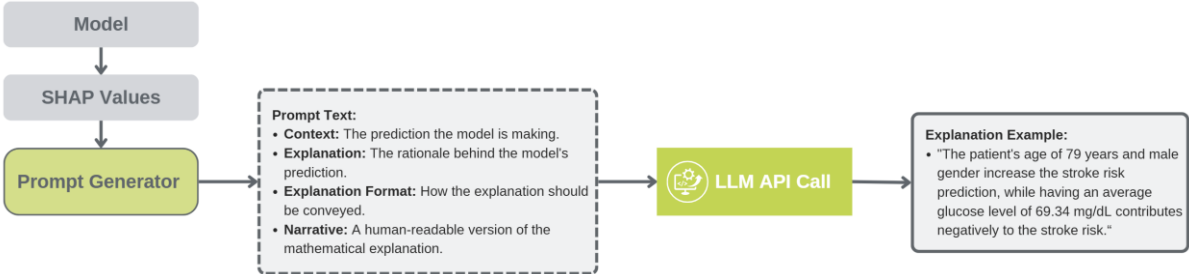 Model
SHAP Values
Prompt Generator
Prompt Text:
• Context: The prediction the model is making.
• Explanation: The rationale behind the model's
prediction.
• Explanation Format: How the explanation should
be conveyed.
• Narrative: A human-readable version of the
mathematical explanation.
LLM API Call
Explanation Example:
• "The patient's age of 79 years and male
gender increase the stroke risk
prediction, while having an average
glucose level of 69.34 mg/dL contributes
negatively to the stroke risk.“